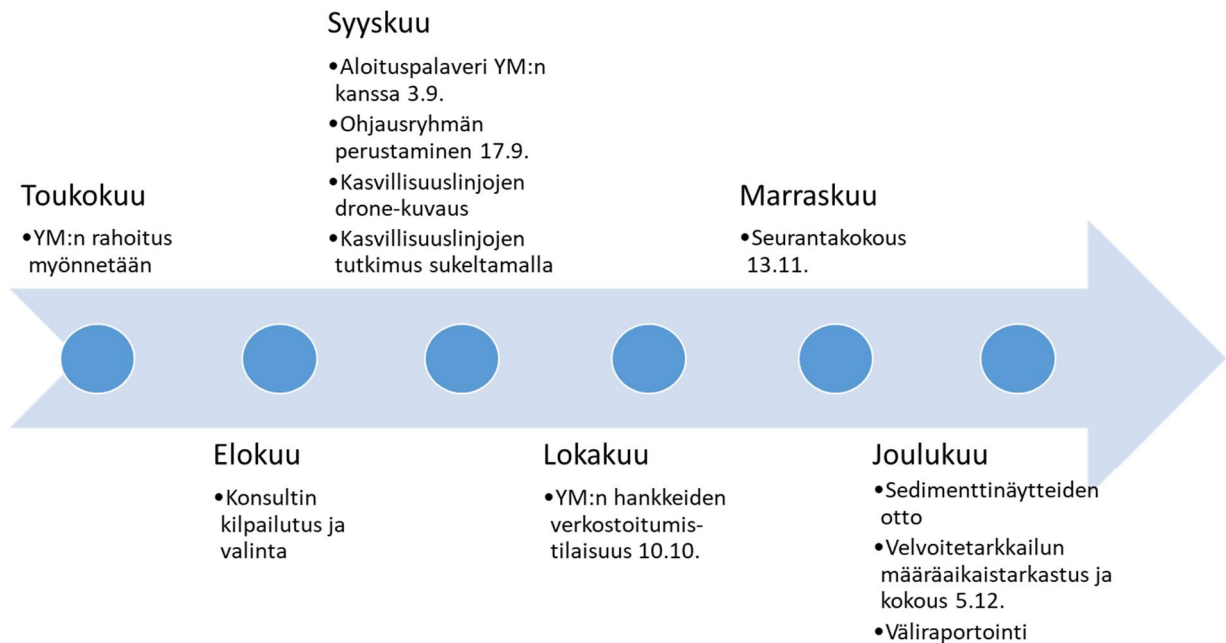 Toukokuu
•YM:n rahoitus
myönnetään
Elokuu
•Konsultin
kilpailutus ja
valinta
Syyskuu
•Aloituspalaveri YM:n
kanssa 3.9.
•Ohjausryhmän
perustaminen 17.9.
•Kasvillisuuslinjojen
drone-kuvaus
•Kasvillisuuslinjojen
tutkimus sukeltamalla
Lokakuu
•YM:n hankkeiden
verkostoitumis-
tilaisuus 10.10.
Marraskuu
•Seurantakokous
13.11.
Joulukuu
•Sedimenttinäytteiden
otto
•Velvoitetarkkailun
määräaikaistarkastus ja
kokous 5.12.
•Väliraportointi